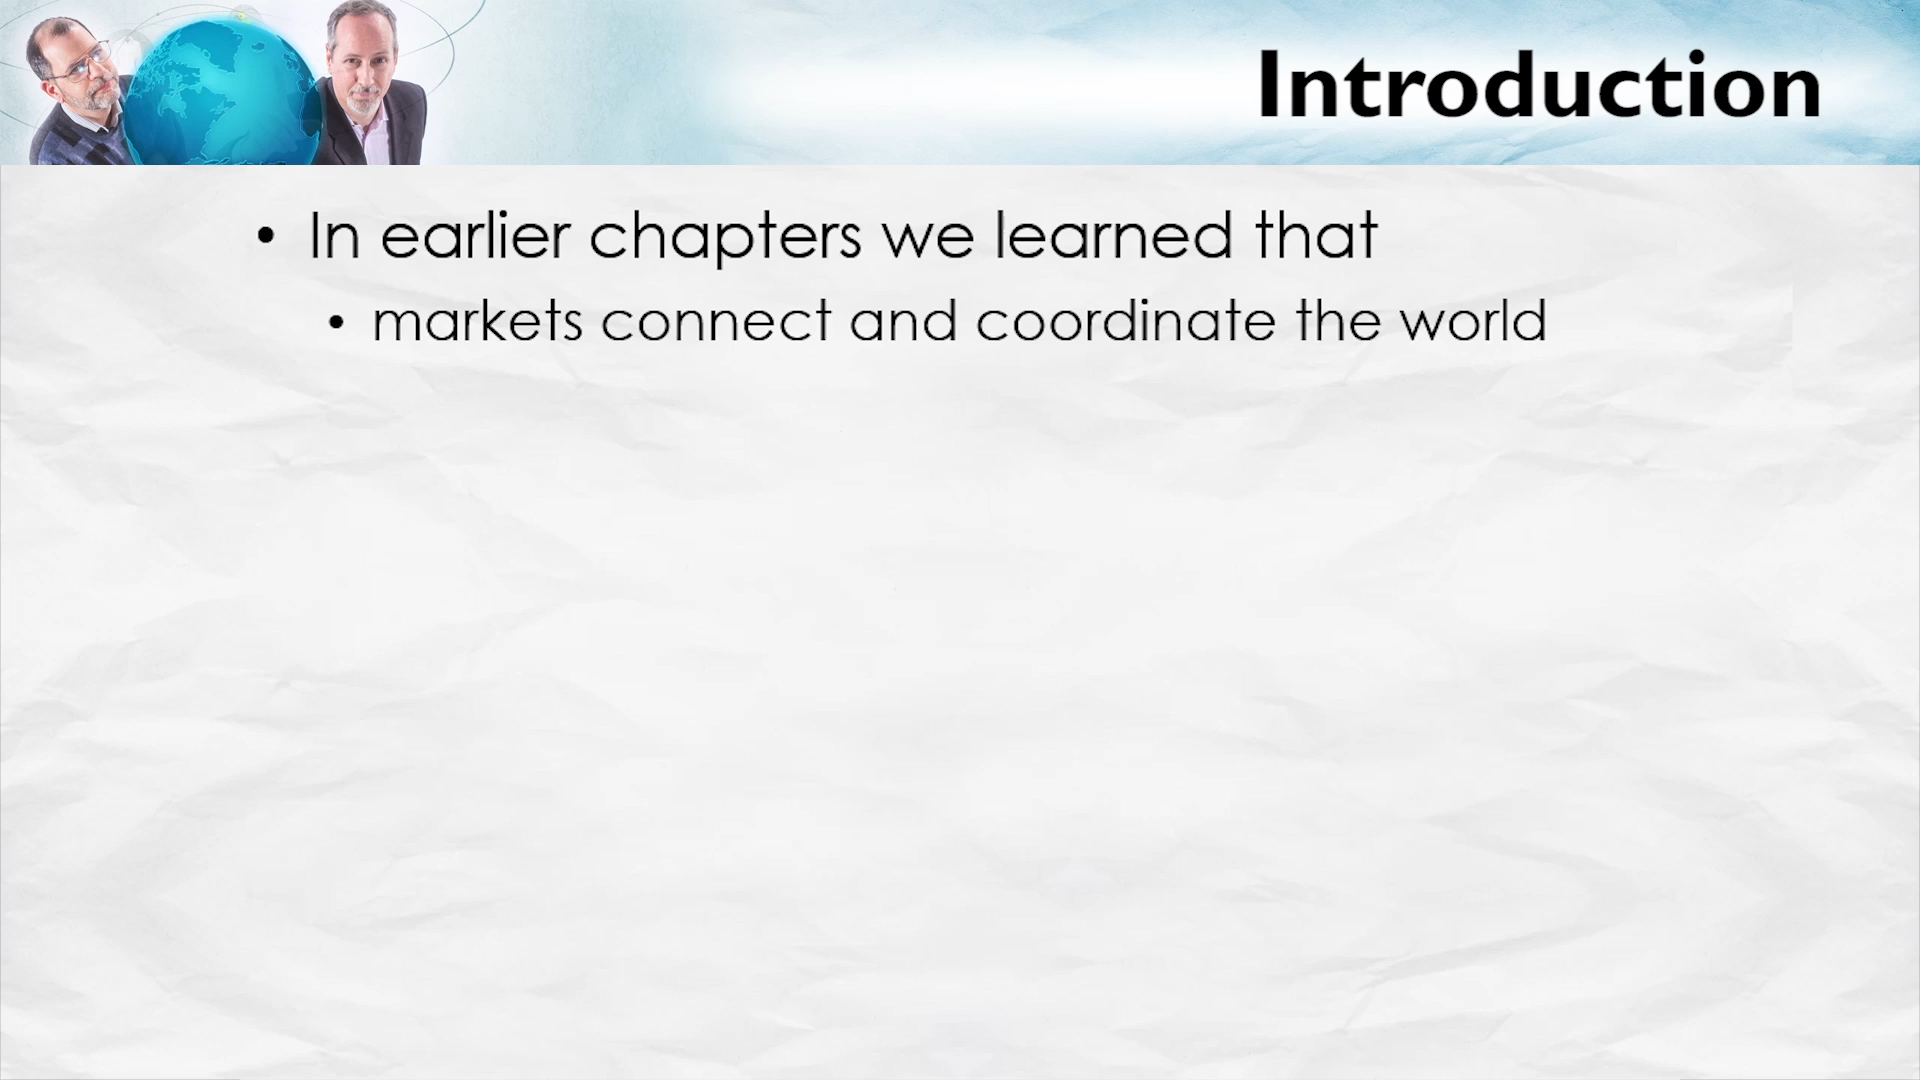 Introduction
• In earlier chapters we learned that
• markets connect and coordinate the world